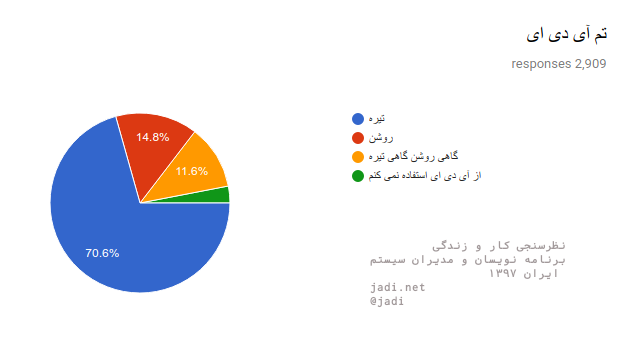 تم آی دی ای
responses 2,909
تیره
روشن
گاهی روشن گاهی تیره
از آی دی ای استفاده نمی کنم
14.8%
11.6%
70.6%
نظرسنجی کار و زندگی
برنامه نویسان و مدیران سیستم
ایران ۱۳۹۷
jadi.net
@jadi